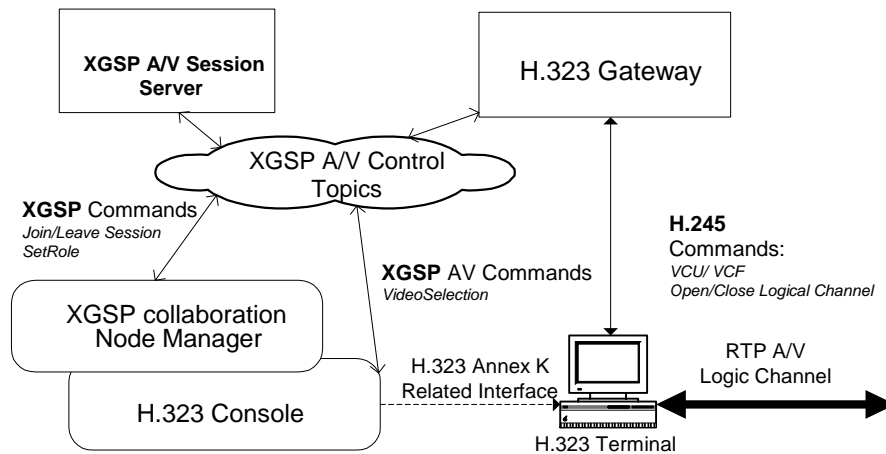 XGSP A/V Session
Server
H.323 Gateway
XGSP A/V Control
Topics
XGSP Commands
Join/Leave Session
SetRole
XGSP AV Commands
VideoSelection
H.245
Commands:
VCU/ VCF
Open/Close Logical Channel
XGSP collaboration
Node Manager
H.323 Console
H.323 Annex K
Related Interface
RTP A/V
Logic Channel
H.323 Terminal